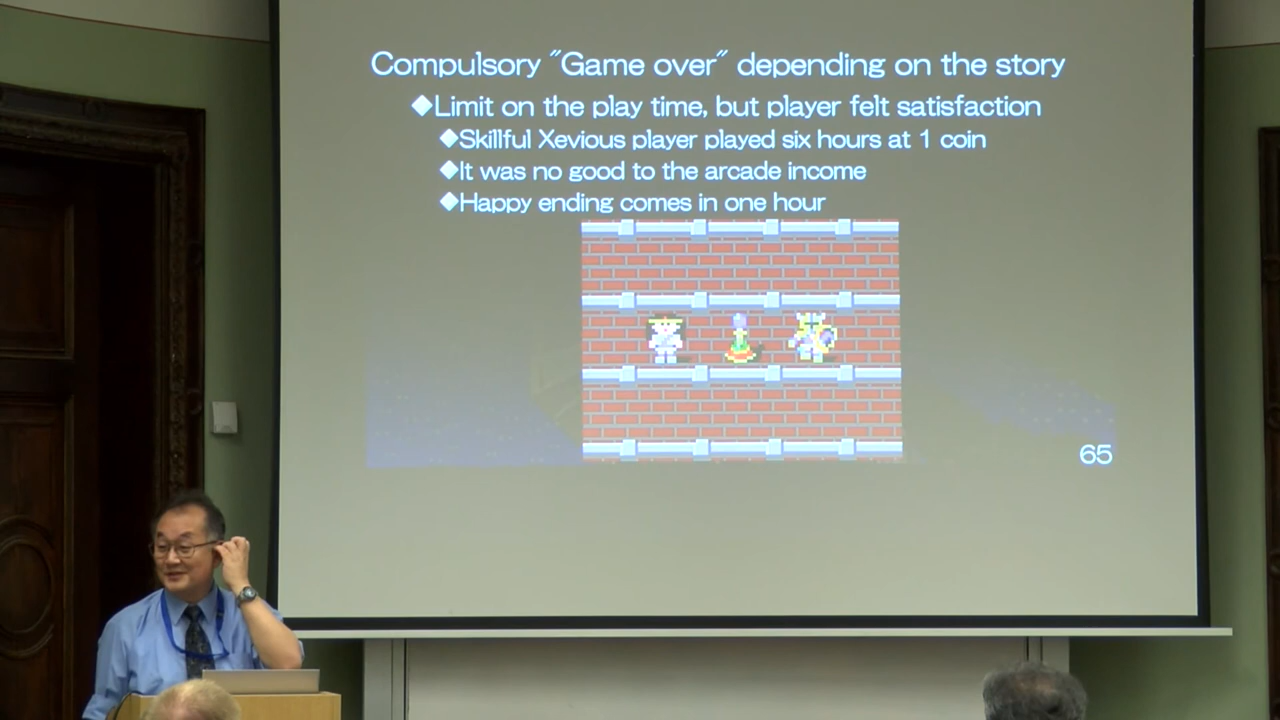 Compulsory "Game over" depending on the story
◆Limit on the play time, but player felt satisfaction
◆Skillful Xevious player played six hours at 1 coin
◆It was no good to the arcade income
◆Happy ending comes in one hour
65